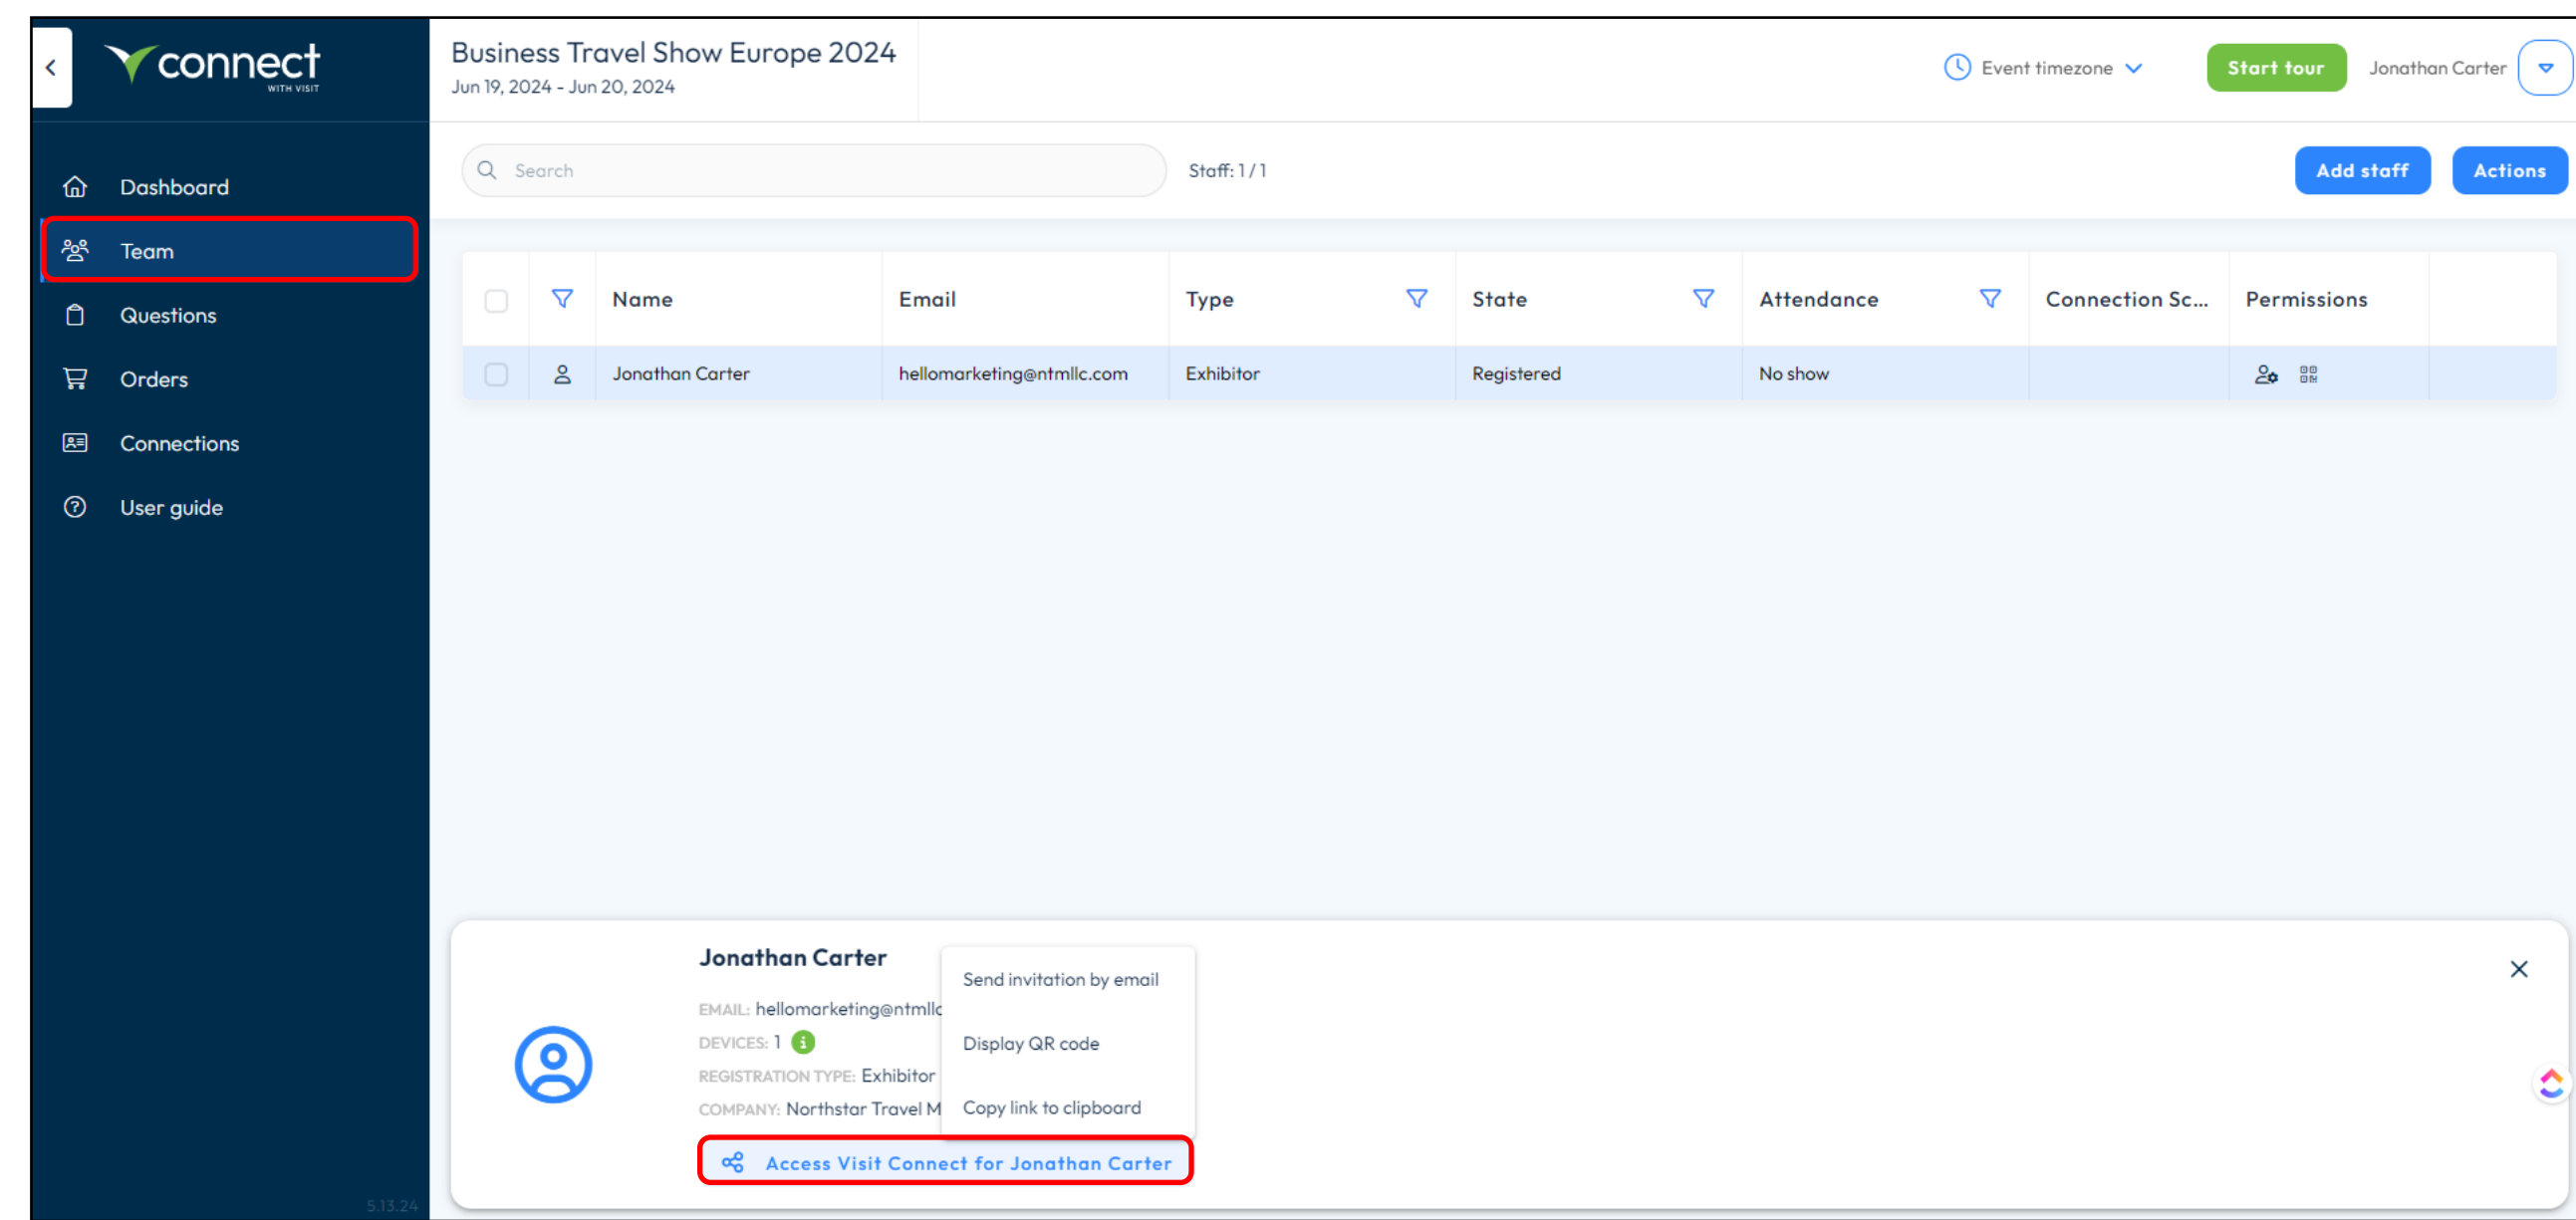 connect
WITH VISIT
Dashboard
Team
Questions
Orders
Connections
User guide
5.13.24
Business Travel Show Europe 2024
Jun 19, 2024 - Jun 20, 2024
Event timezone
Start tour
Jonathan Carter
Search
Staff: 1 / 1
Add staff
Actions
Name Email Type State Attendance Connection Sc... Permissions
Jonathan Carter hellomarketing@ntmllc.com Exhibitor Registered No show
Jonathan Carter
EMAIL: hellomarketing@ntmllc
DEVICES: 1
REGISTRATION TYPE: Exhibitor
COMPANY: Northstar Travel M
Send invitation by email
Display QR code
Copy link to clipboard
Access Visit Connect for Jonathan Carter